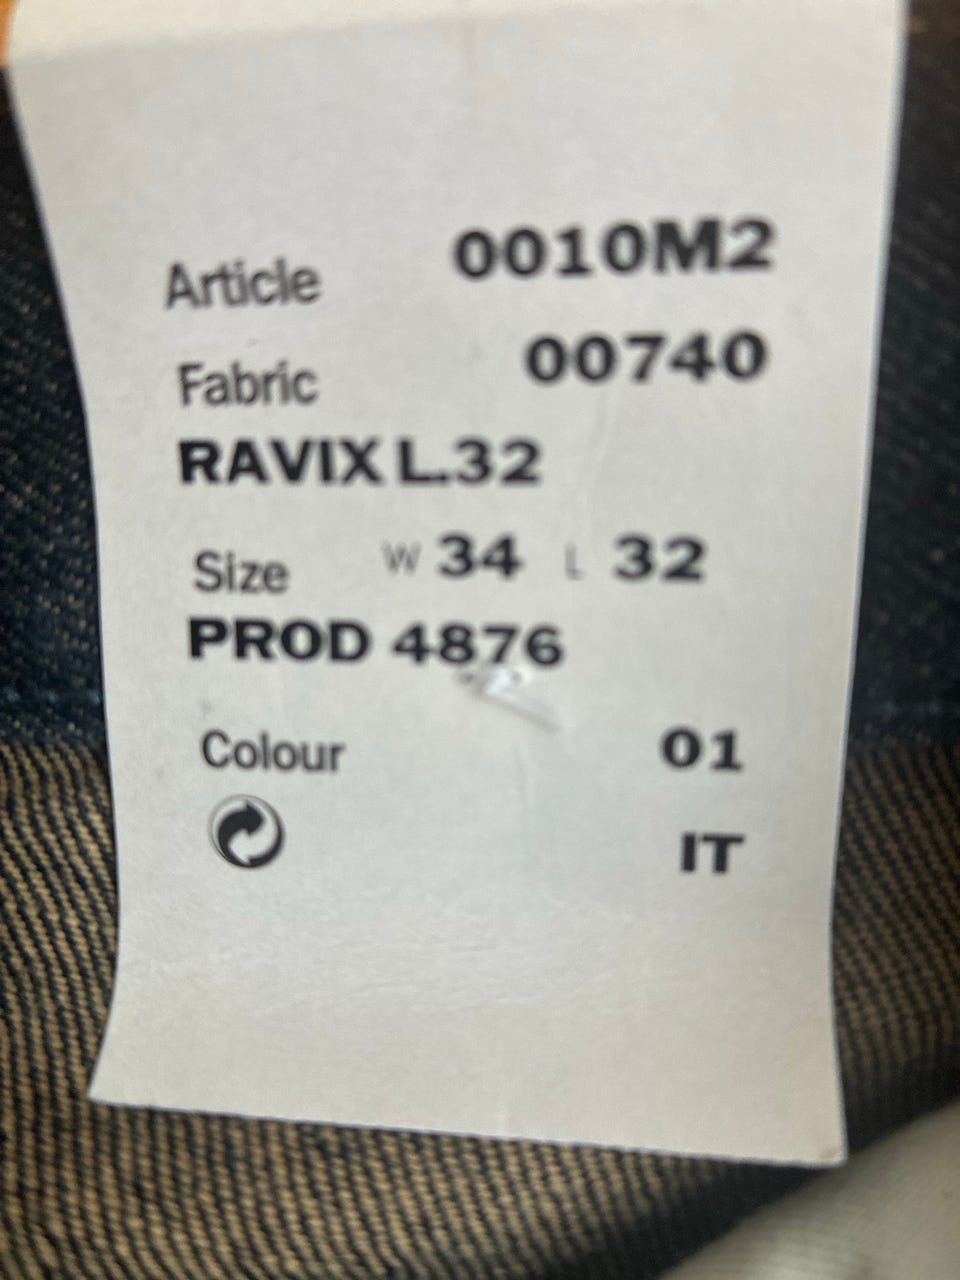 Article 0010M2
Fabric 00740
RAVIX L.32
Size W 34 L 32
PROD 4876
Colour 01
IT